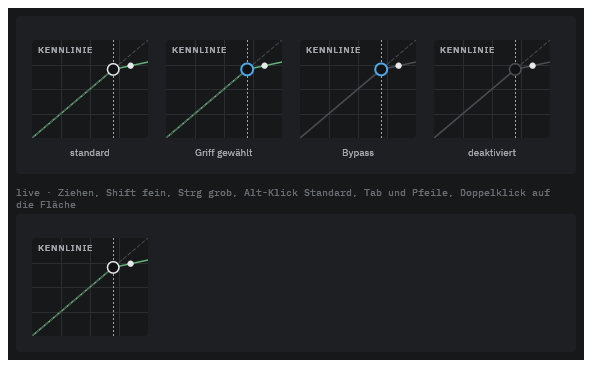 KENNLINIE KENNLINIE KENNLINIE KENNLINIE
standard Griff gewählt Bypass deaktiviert
live · Ziehen, Shift fein, Strg grob, Alt-Klick Standard, Tab und Pfeile, Doppelklick auf
die Fläche
KENNLINIE